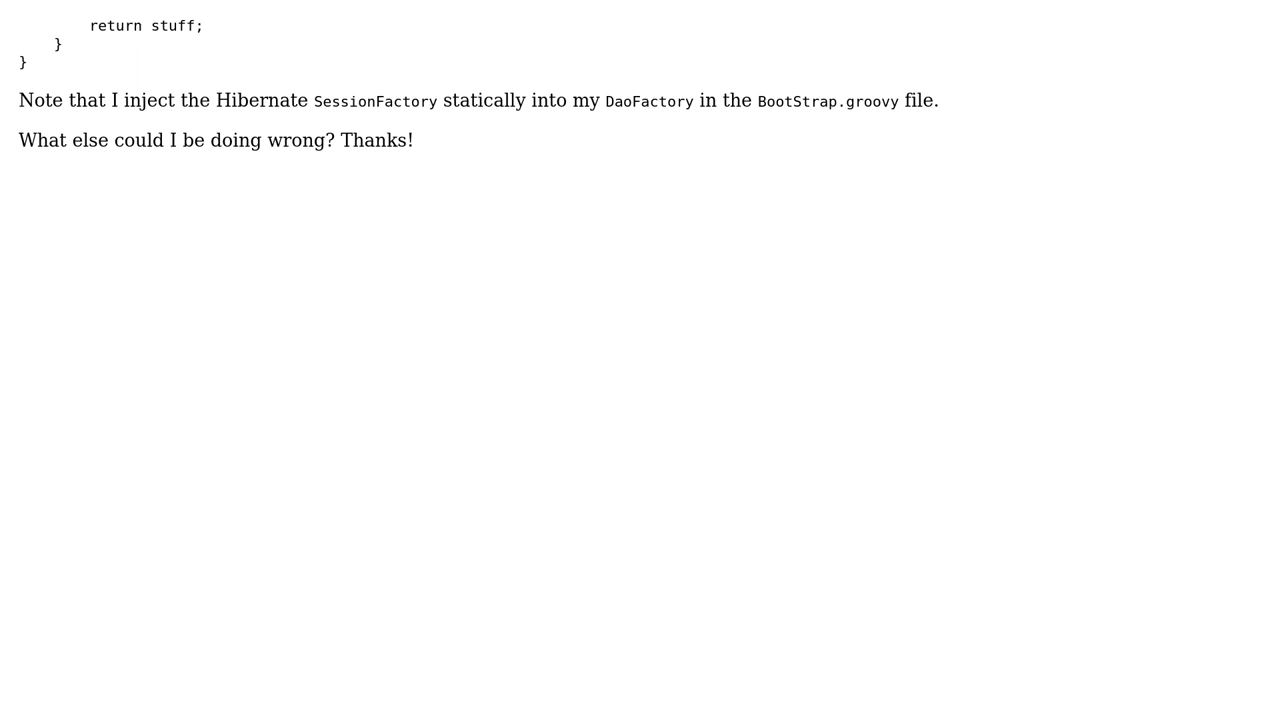 return stuff;
    }
}
Note that I inject the Hibernate SessionFactory statically into my DaoFactory in the BootStrap.groovy file.
What else could I be doing wrong? Thanks!